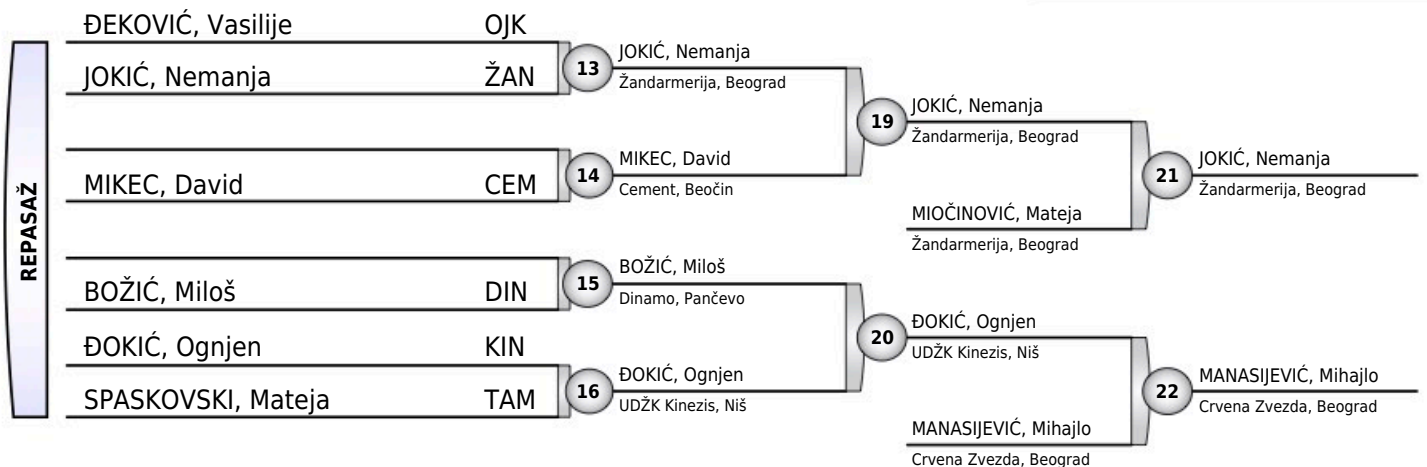 REPASAŽ
ĐEKOVIĆ, Vasilije OJK
JOKIĆ, Nemanja ŽAN
MIKEC, David CEM
BOŽIĆ, Miloš DIN
ĐOKIĆ, Ognjen KIN
SPASKOVSKI, Mateja TAM
13
JOKIĆ, Nemanja
Žandarmerija, Beograd
14
MIKEC, David
Cement, Beočin
15
BOŽIĆ, Miloš
Dinamo, Pančevo
16
ĐOKIĆ, Ognjen
UDŽK Kinezis, Niš
19
JOKIĆ, Nemanja
Žandarmerija, Beograd
MIOČINOVIĆ, Mateja
Žandarmerija, Beograd
20
ĐOKIĆ, Ognjen
UDŽK Kinezis, Niš
MANASIJEVIĆ, Mihajlo
Crvena Zvezda, Beograd
21
JOKIĆ, Nemanja
Žandarmerija, Beograd
22
MANASIJEVIĆ, Mihajlo
Crvena Zvezda, Beograd